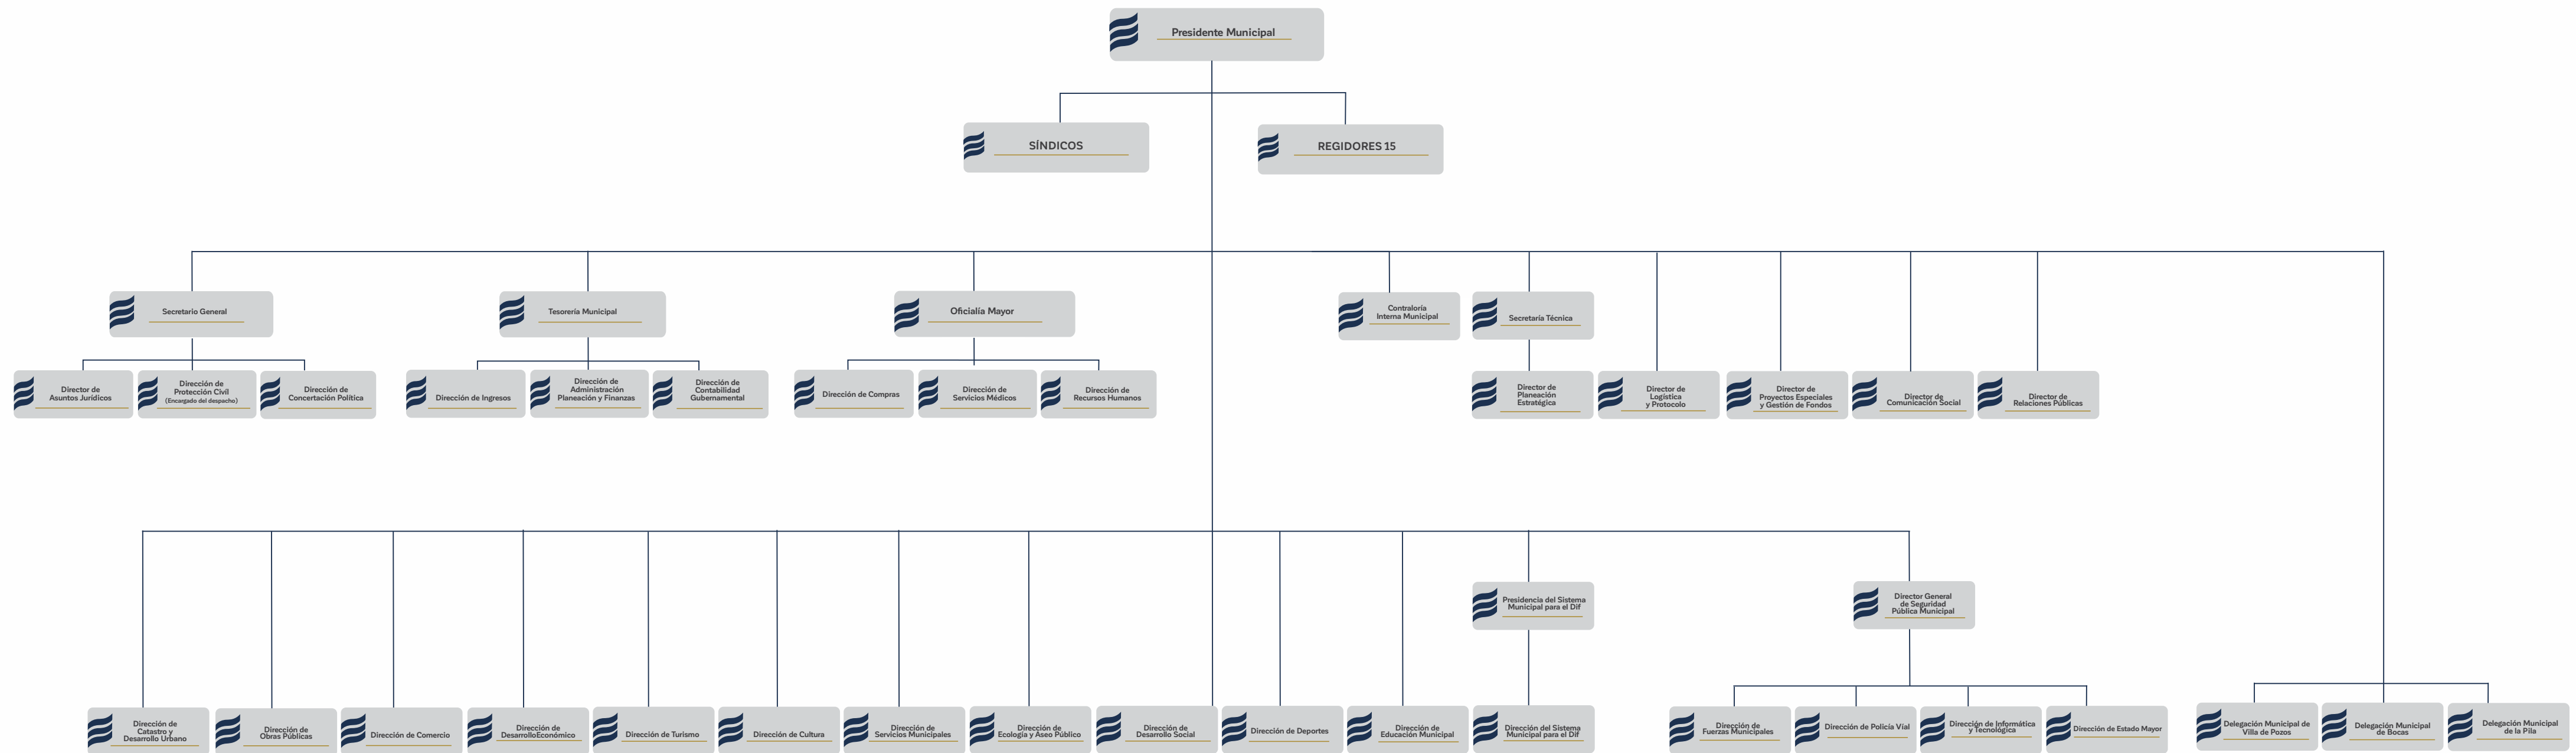 Presidente Municipal
SÍNDICOS
REGIDORES 15
Secretario General
Tesorería Municipal
Oficialía Mayor
Contraloría
Interna Municipal
Secretaría Técnica
Director de
Asuntos Jurídicos
Dirección de
Protección Civil
(Encargado del despacho)
Dirección de
Concertación Política
Dirección de Ingresos
Dirección de
Administración
Planeación y Finanzas
Dirección de
Contabilidad
Gubernamental
Dirección de Compras
Dirección de
Servicios Médicos
Dirección de
Recursos Humanos
Director de
Planeación
Estratégica
Director de
Logística
y Protocolo
Director de
Proyectos Especiales
y Gestión de Fondos
Director de
Comunicación Social
Director de
Relaciones Públicas
Presidencia del Sistema
Municipal para el Dif
Director General
de Seguridad
Pública Municipal
Dirección de
Catastro y
Desarrollo Urbano
Dirección de
Obras Públicas
Dirección de Comercio
Dirección de
DesarrolloEconómico
Dirección de Turismo
Dirección de Cultura
Dirección de
Servicios Municipales
Dirección de
Ecología y Aseo Público
Dirección de
Desarrollo Social
Dirección de Deportes
Dirección de
Educación Municipal
Dirección del Sistema
Municipal para el Dif
Dirección de
Fuerzas Municipales
Dirección de Policía Víal
Dirección de Informática
y Tecnológica
Dirección de Estado Mayor
Delegación Municipal de
Villa de Pozos
Delegación Municipal
de Bocas
Delegación Municipal
de la Pila